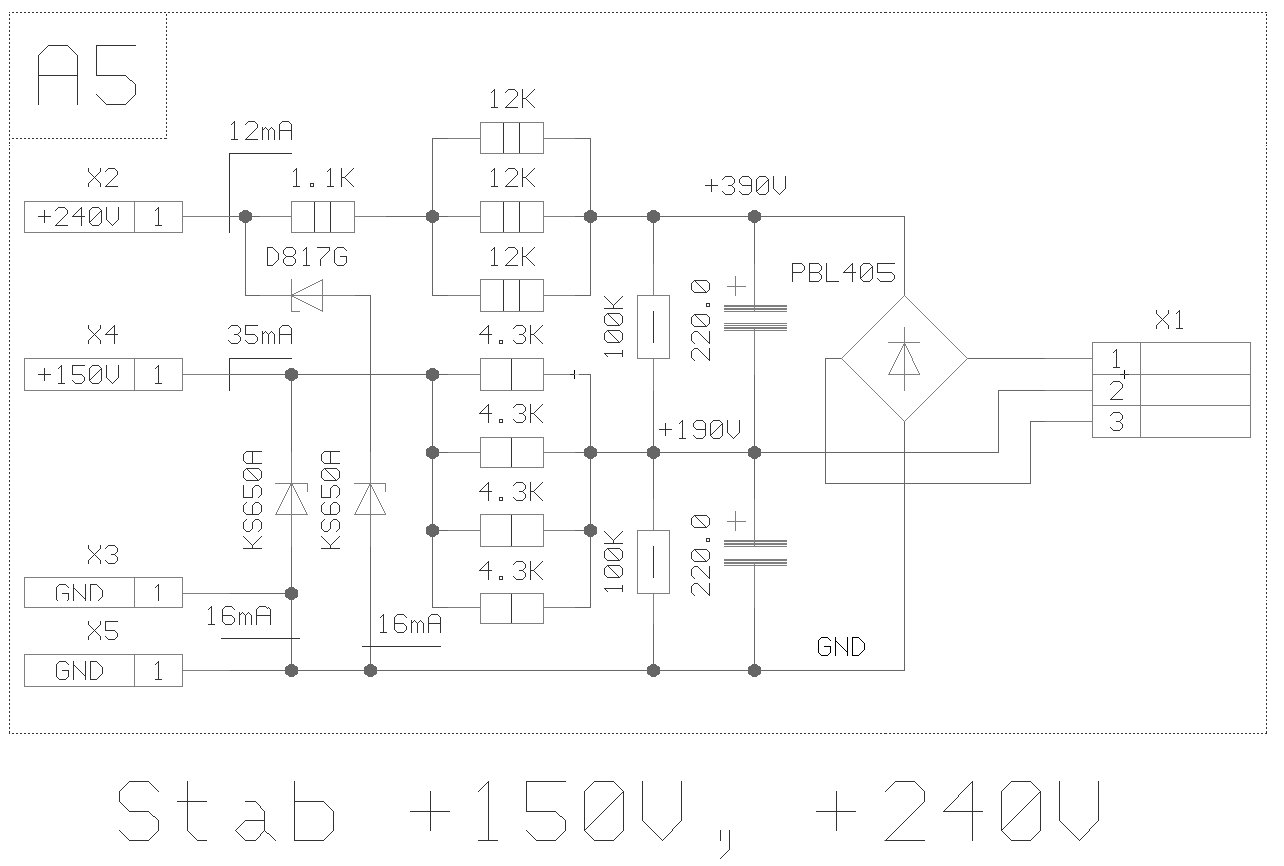 A5
12K
12mA
X2
1.1K
12K
+390V
+240V 1
D817G
12K
PBL405
X4
35mA
4.3K
100K
220.0
+
X1
+150V 1
1
2
3
4.3K
+190V
KS650A
KS650A
4.3K
100K
220.0
+
X3
4.3K
GND 1
16mA
16mA
X5
GND
GND 1
Stab +150V, +240V